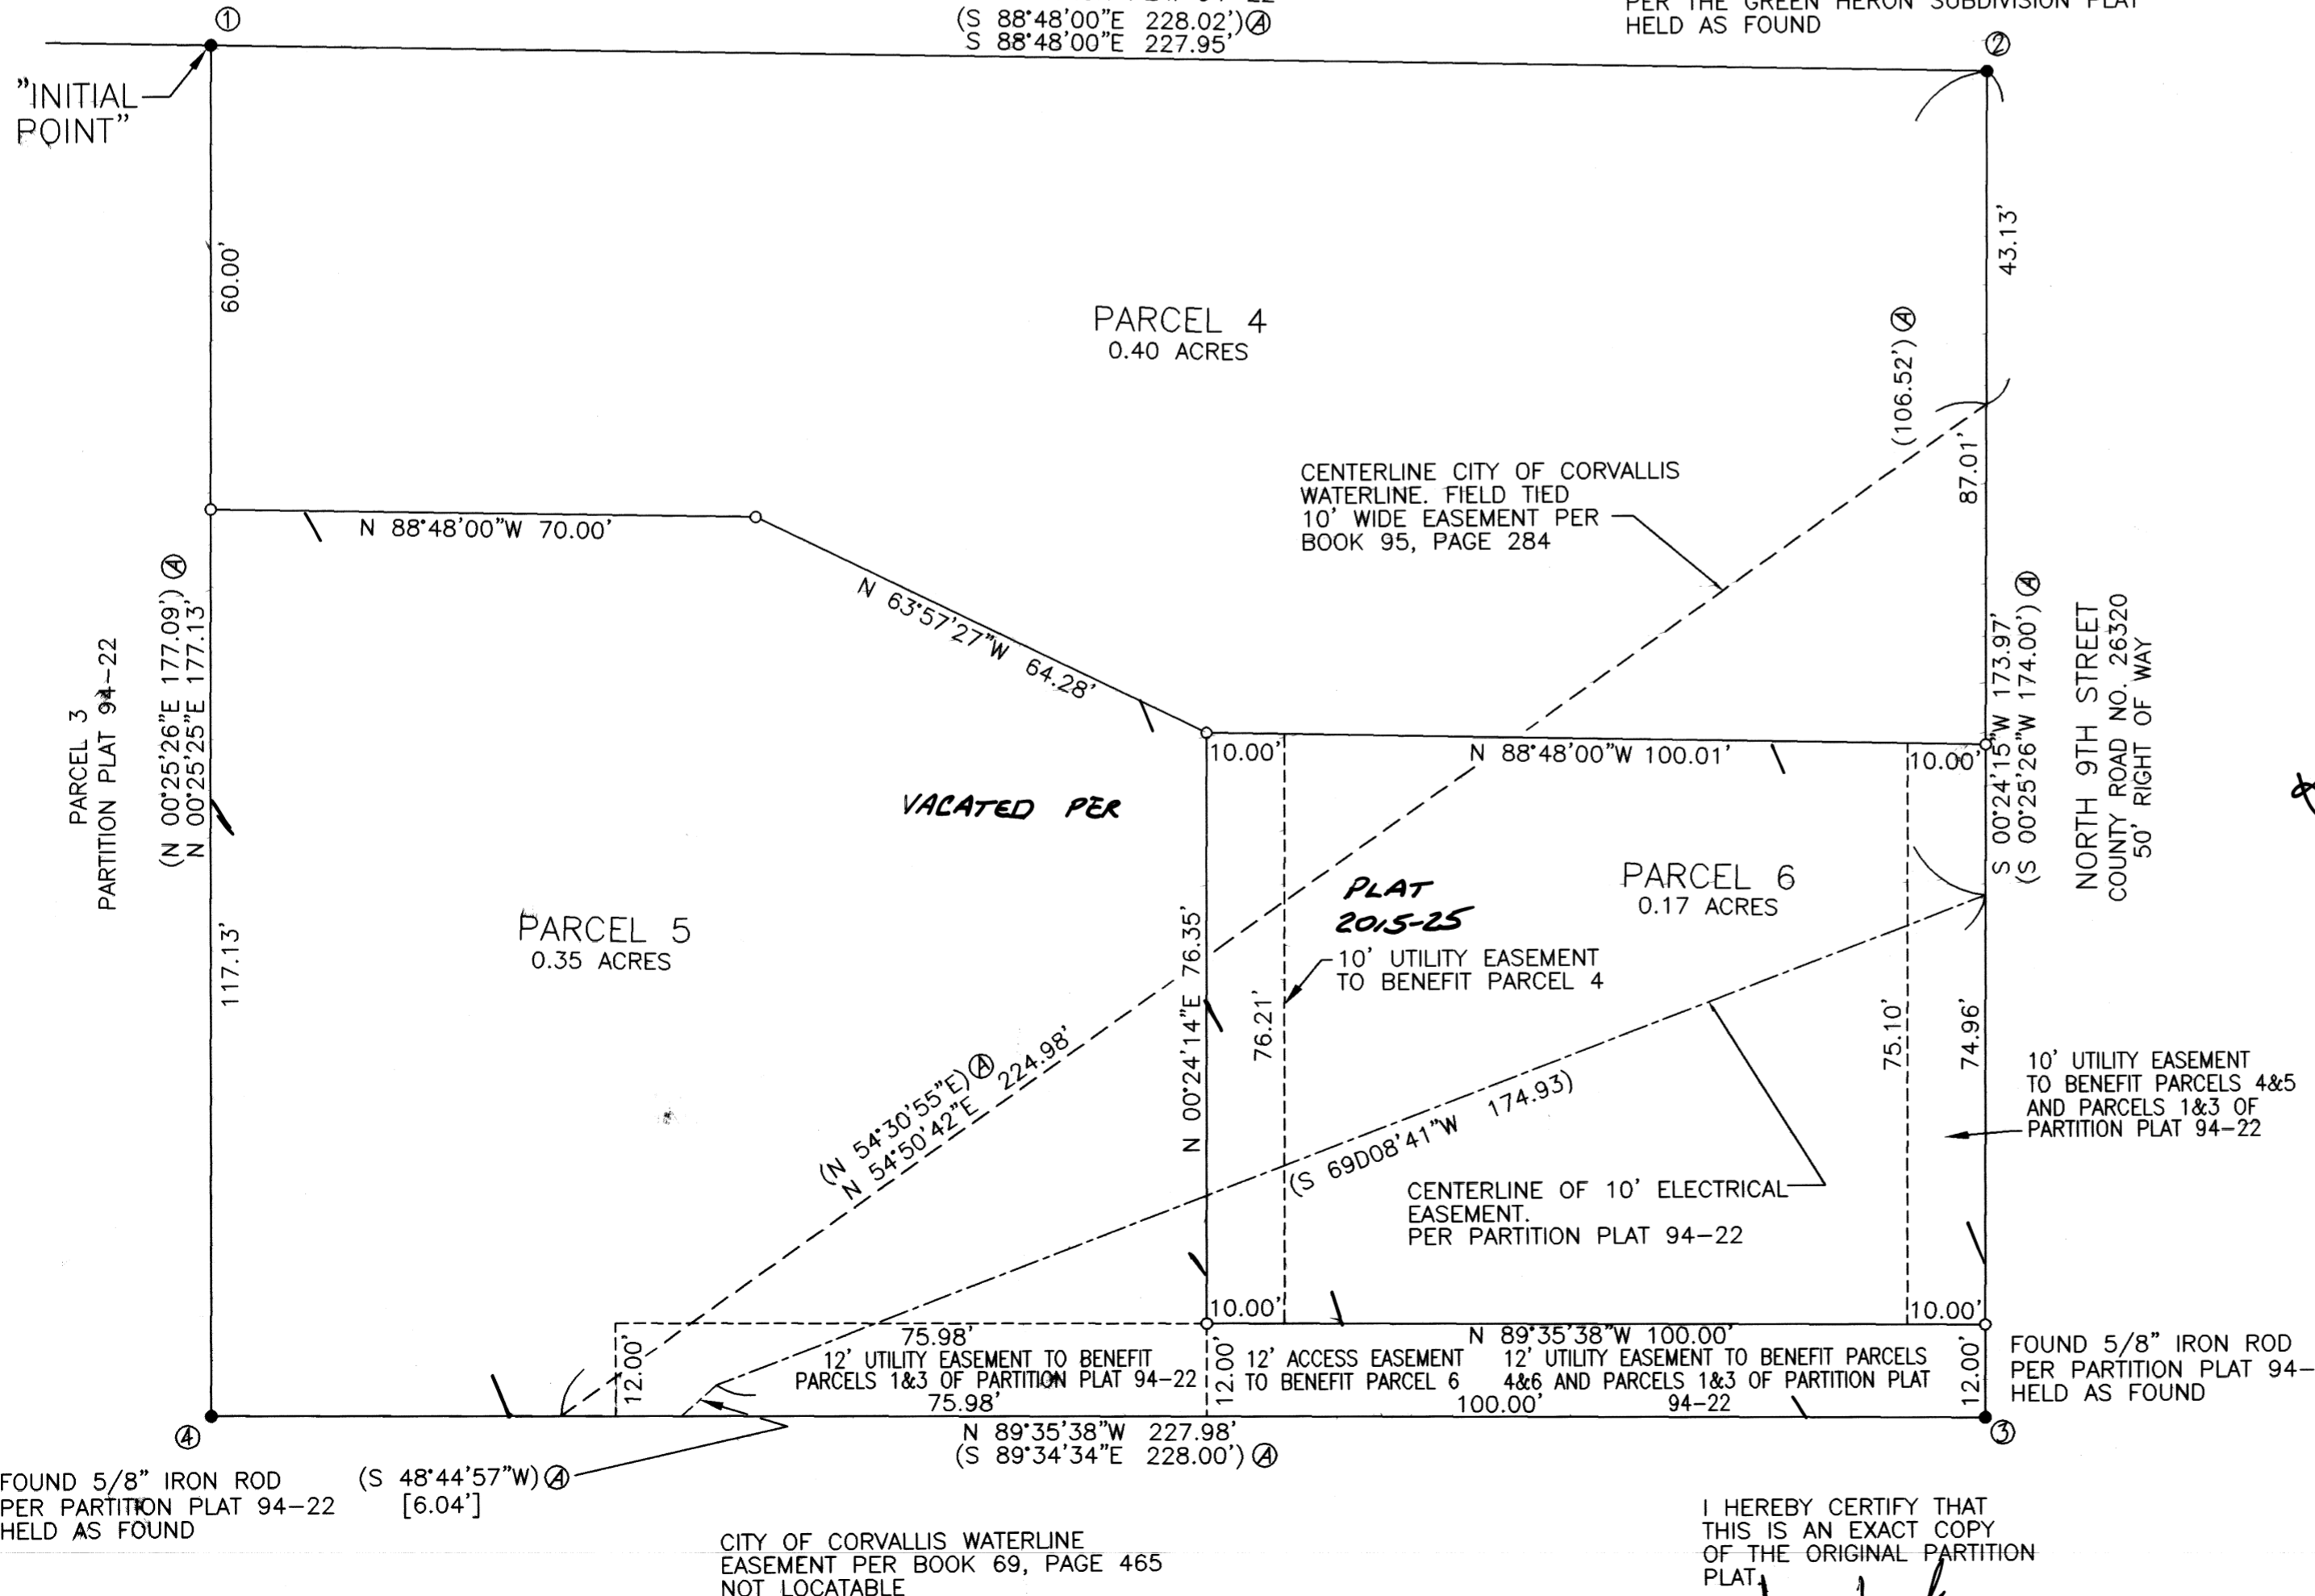 ①
(S 88°48'00"E 228.02')Ⓐ
S 88°48'00"E 227.95'
PER THE GREEN HERON SUBDIVISION PLAT
HELD AS FOUND
②
"INITIAL
POINT"
60.00'
43.13'
PARCEL 4
0.40 ACRES
(106.52') Ⓐ
87.01'
CENTERLINE CITY OF CORVALLIS
WATERLINE. FIELD TIED
10' WIDE EASEMENT PER
BOOK 95, PAGE 284
N 88°48'00"W 70.00'
N 63°57'27"W 64.28'
PARCEL 3
PARTITION PLAT 94-22
(N 00°25'26"E 177.09') Ⓐ
N 00°25'25"E 177.13'
S 00°24'15"W 173.97'
(S 00°25'26"W 174.00') Ⓐ
NORTH 9TH STREET
COUNTY ROAD NO. 26320
50' RIGHT OF WAY
10.00'
N 88°48'00"W 100.01'
10.00'
VACATED PER
PLAT
2015-25
PARCEL 6
0.17 ACRES
PARCEL 5
0.35 ACRES
117.13'
N 00°24'14"E 76.35'
76.21'
10' UTILITY EASEMENT
TO BENEFIT PARCEL 4
75.10'
74.96'
10' UTILITY EASEMENT
TO BENEFIT PARCELS 4&5
AND PARCELS 1&3 OF
PARTITION PLAT 94-22
(N 54°30'55"E)Ⓐ
N 54°50'42"E 224.98'
(S 69D08'41"W 174.93)
CENTERLINE OF 10' ELECTRICAL
EASEMENT.
PER PARTITION PLAT 94-22
10.00'
10.00'
12.00'
75.98'
12' UTILITY EASEMENT TO BENEFIT
PARCELS 1&3 OF PARTITION PLAT 94-22
75.98'
12.00'
N 89°35'38"W 100.00'
12' ACCESS EASEMENT
TO BENEFIT PARCEL 6
12' UTILITY EASEMENT TO BENEFIT PARCELS
4&6 AND PARCELS 1&3 OF PARTITION PLAT
94-22
100.00'
12.00'
FOUND 5/8" IRON ROD
PER PARTITION PLAT 94-
HELD AS FOUND
④
N 89°35'38"W 227.98'
(S 89°34'34"E 228.00') Ⓐ
③
FOUND 5/8" IRON ROD
PER PARTITION PLAT 94-22
HELD AS FOUND
(S 48°44'57"W)Ⓐ
[6.04']
CITY OF CORVALLIS WATERLINE
EASEMENT PER BOOK 69, PAGE 465
NOT LOCATABLE
I HEREBY CERTIFY THAT
THIS IS AN EXACT COPY
OF THE ORIGINAL PARTITION
PLAT.